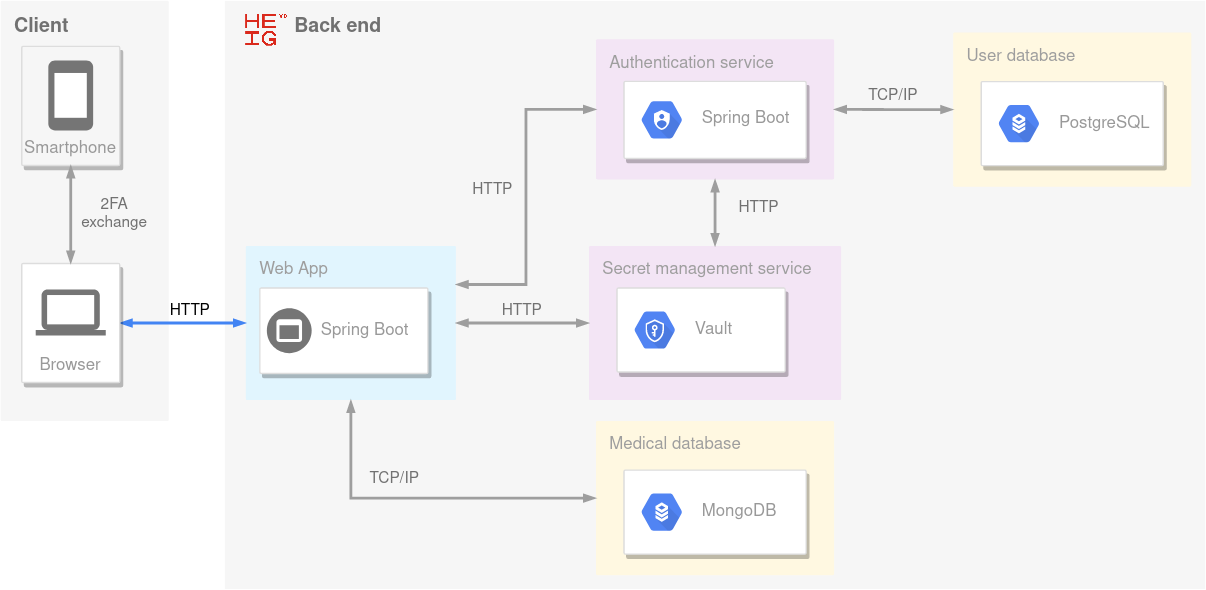 Client
HE VD
IG
Back end
Smartphone
2FA
exchange
Browser
HTTP
Web App
Spring Boot
HTTP
HTTP
TCP/IP
Authentication service
Spring Boot
HTTP
Secret management service
Vault
Medical database
MongoDB
TCP/IP
User database
PostgreSQL